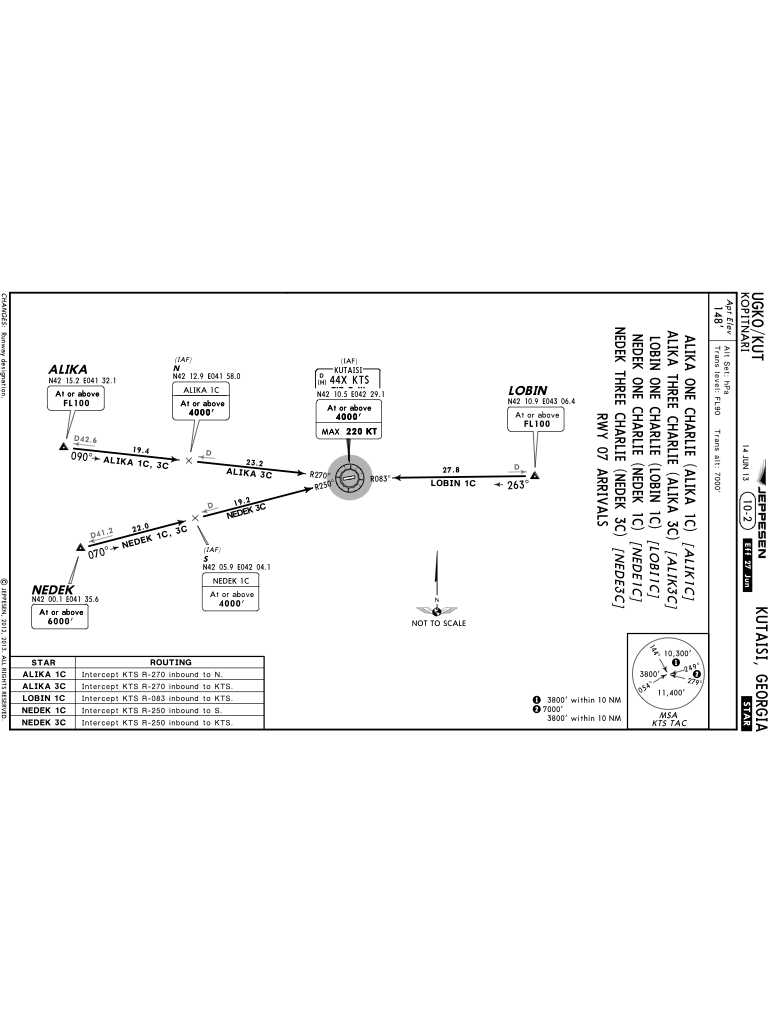 UGKO/KUT
KOPITNARI
14 JUN 13
JEPPESEN
10-2
Eff 27 Jun
KUTAISI, GEORGIA
STAR
Apt Elev
148'
Alt Set: hPa
Trans level: FL90 Trans alt: 7000'
ALIKA ONE CHARLIE (ALIKA 1C) [ALIK1C]
ALIKA THREE CHARLIE (ALIKA 3C) [ALIK3C]
LOBIN ONE CHARLIE (LOBIN 1C) [LOBI1C]
NEDEK ONE CHARLIE (NEDEK 1C) [NEDE1C]
NEDEK THREE CHARLIE (NEDEK 3C) [NEDE3C]
RWY 07 ARRIVALS
144°
10,300'
1
249°
2
279°
3800'
054°
11,400'
MSA
KTS TAC
1 3800' within 10 NM
2 7000'
3800' within 10 NM
ALIKA
N42 15.2 E041 32.1
At or above
FL100
(IAF)
N
N42 12.9 E041 58.0
ALIKA 1C
At or above
4000'
(IAF)
KUTAISI
D
(H)
44X KTS
N42 10.5 E042 29.1
At or above
4000'
MAX 220 KT
LOBIN
N42 10.9 E043 06.4
At or above
FL100
D42.6
19.4
090°
ALIKA 1C, 3C
D
23.2
ALIKA 3C
R270°
R250°
R083°
27.8
LOBIN 1C
D
263°
D41.2
22.0
070°
NEDEK 1C, 3C
D
19.2
NEDEK 3C
(IAF)
S
N42 05.9 E042 04.1
NEDEK 1C
At or above
4000'
NEDEK
N42 00.1 E041 35.6
At or above
6000'
N
NOT TO SCALE
STAR ROUTING
ALIKA 1C Intercept KTS R-270 inbound to N.
ALIKA 3C Intercept KTS R-270 inbound to KTS.
LOBIN 1C Intercept KTS R-083 inbound to KTS.
NEDEK 1C Intercept KTS R-250 inbound to S.
NEDEK 3C Intercept KTS R-250 inbound to KTS.
CHANGES: Runway designation.
© JEPPESEN, 2012, 2013. ALL RIGHTS RESERVED.